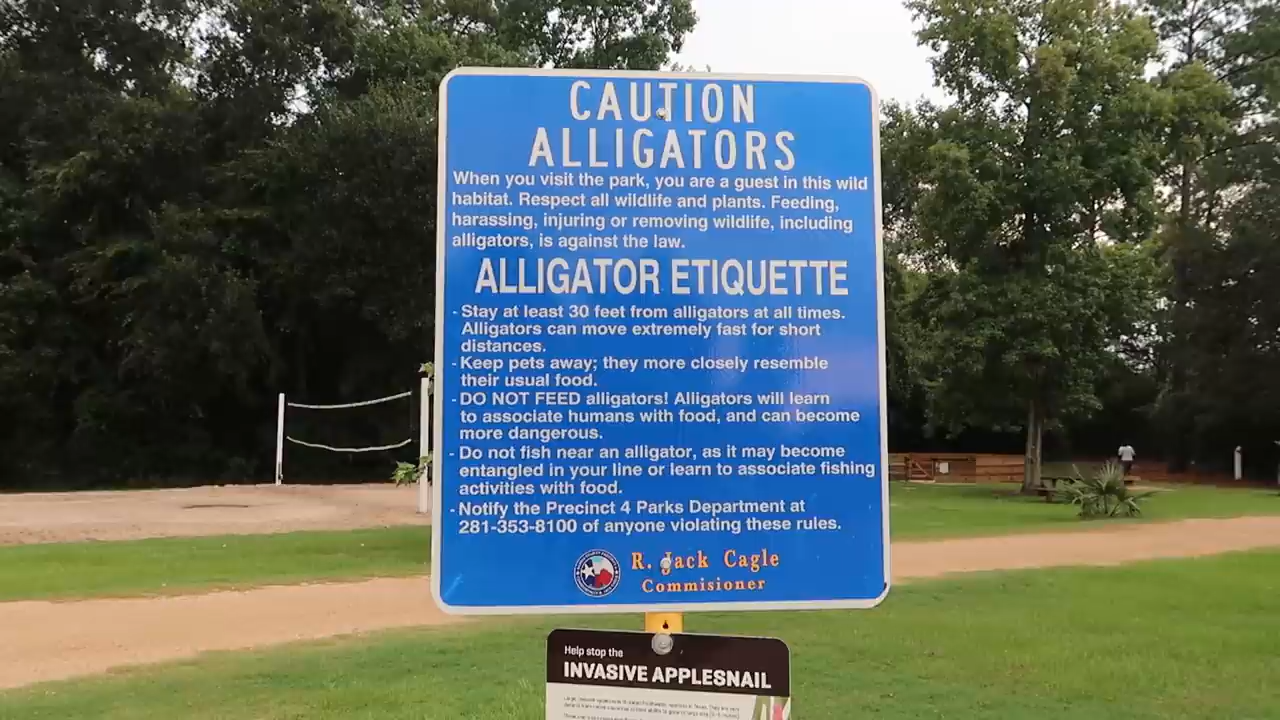 CAUTION
ALLIGATORS
When you visit the park, you are a guest in this wild
habitat. Respect all wildlife and plants. Feeding,
harassing, injuring or removing wildlife, including
alligators, is against the law.
ALLIGATOR ETIQUETTE
- Stay at least 30 feet from alligators at all times.
Alligators can move extremely fast for short
distances.
- Keep pets away; they more closely resemble
their usual food.
- DO NOT FEED alligators! Alligators will learn
to associate humans with food, and can become
more dangerous.
- Do not fish near an alligator, as it may become
entangled in your line or learn to associate fishing
activities with food.
- Notify the Precinct 4 Parks Department at
281-353-8100 of anyone violating these rules.
R. Jack Cagle
Commisioner
Help stop the
INVASIVE APPLESNAIL